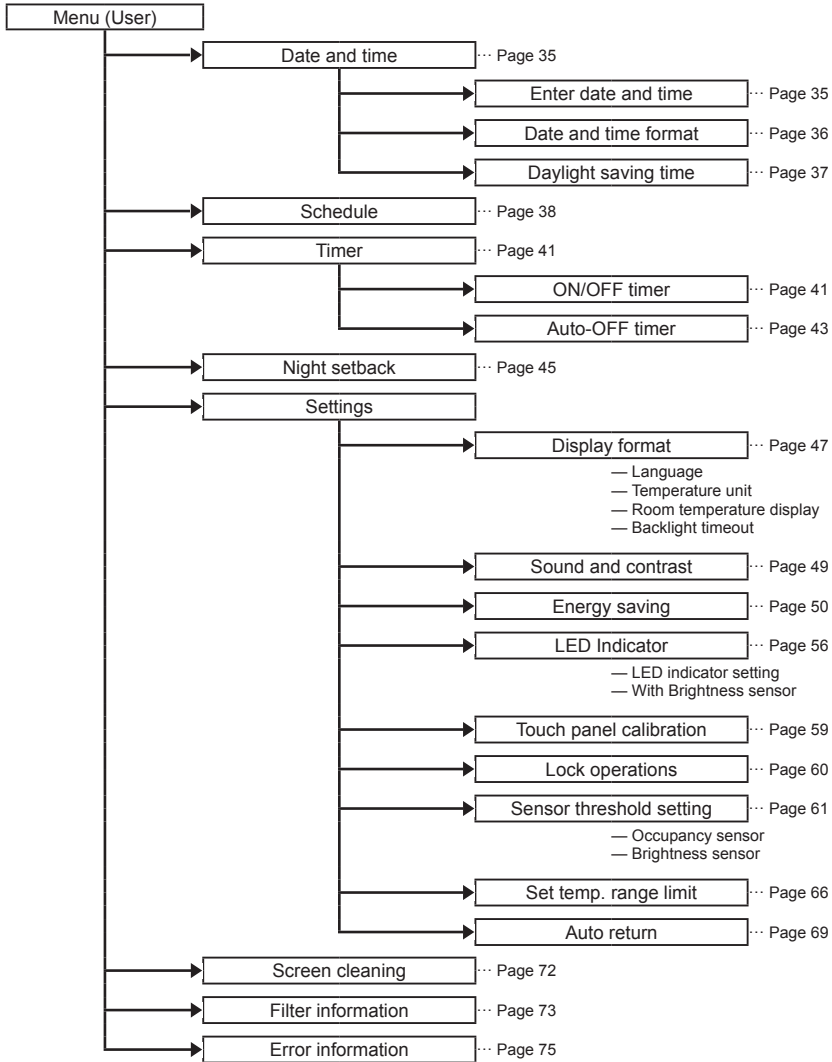 Menu (User)
Date and time ··· Page 35
Enter date and time ··· Page 35
Date and time format ··· Page 36
Daylight saving time ··· Page 37
Schedule ··· Page 38
Timer ··· Page 41
ON/OFF timer ··· Page 41
Auto-OFF timer ··· Page 43
Night setback ··· Page 45
Settings
Display format ··· Page 47
— Language
— Temperature unit
— Room temperature display
— Backlight timeout
Sound and contrast ··· Page 49
Energy saving ··· Page 50
LED Indicator ··· Page 56
— LED indicator setting
— With Brightness sensor
Touch panel calibration ··· Page 59
Lock operations ··· Page 60
Sensor threshold setting ··· Page 61
— Occupancy sensor
— Brightness sensor
Set temp. range limit ··· Page 66
Auto return ··· Page 69
Screen cleaning ··· Page 72
Filter information ··· Page 73
Error information ··· Page 75